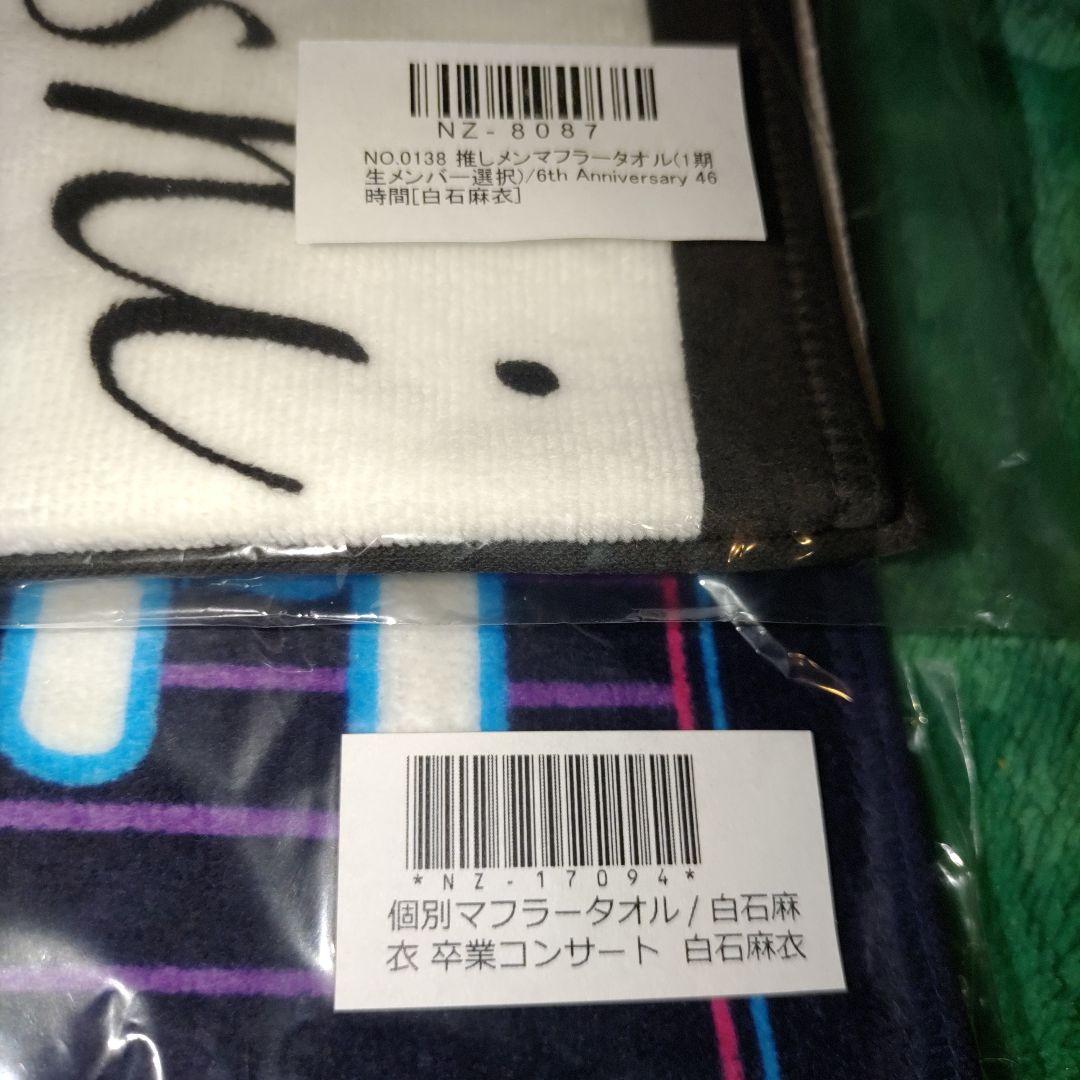 NZ-8087
NO.0138 推しメンマフラータオル(1期
生メンバー選択)/6th Anniversary 46
時間[白石麻衣]
*NZ-17094*
個別マフラータオル/白石麻
衣 卒業コンサート 白石麻衣